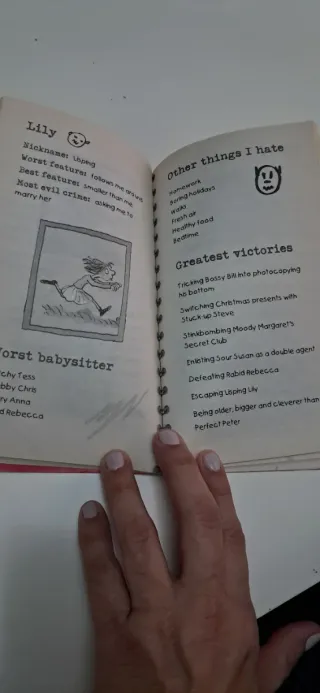 Lily
Nickname: Lisping
Worst feature: follows me around
Best feature: smaller than me
Most evil crime: asking me to
marry her
Worst babysitter
Tess
Chris
Anna
Rebecca
Other things I hate
Homework
Boring holidays
Walks
Fresh air
Healthy food
Bedtime
Greatest victories
Tricking Bossy Bill into photocopying
his bottom
Switching Christmas presents with
Stuck-up Steve
Stinkbombing Moody Margaret's
Secret Club
Enlisting Sour Susan as a double agent
Defeating Rabid Rebecca
Escaping Lisping Lily
Being older, bigger and cleverer than
Perfect Peter